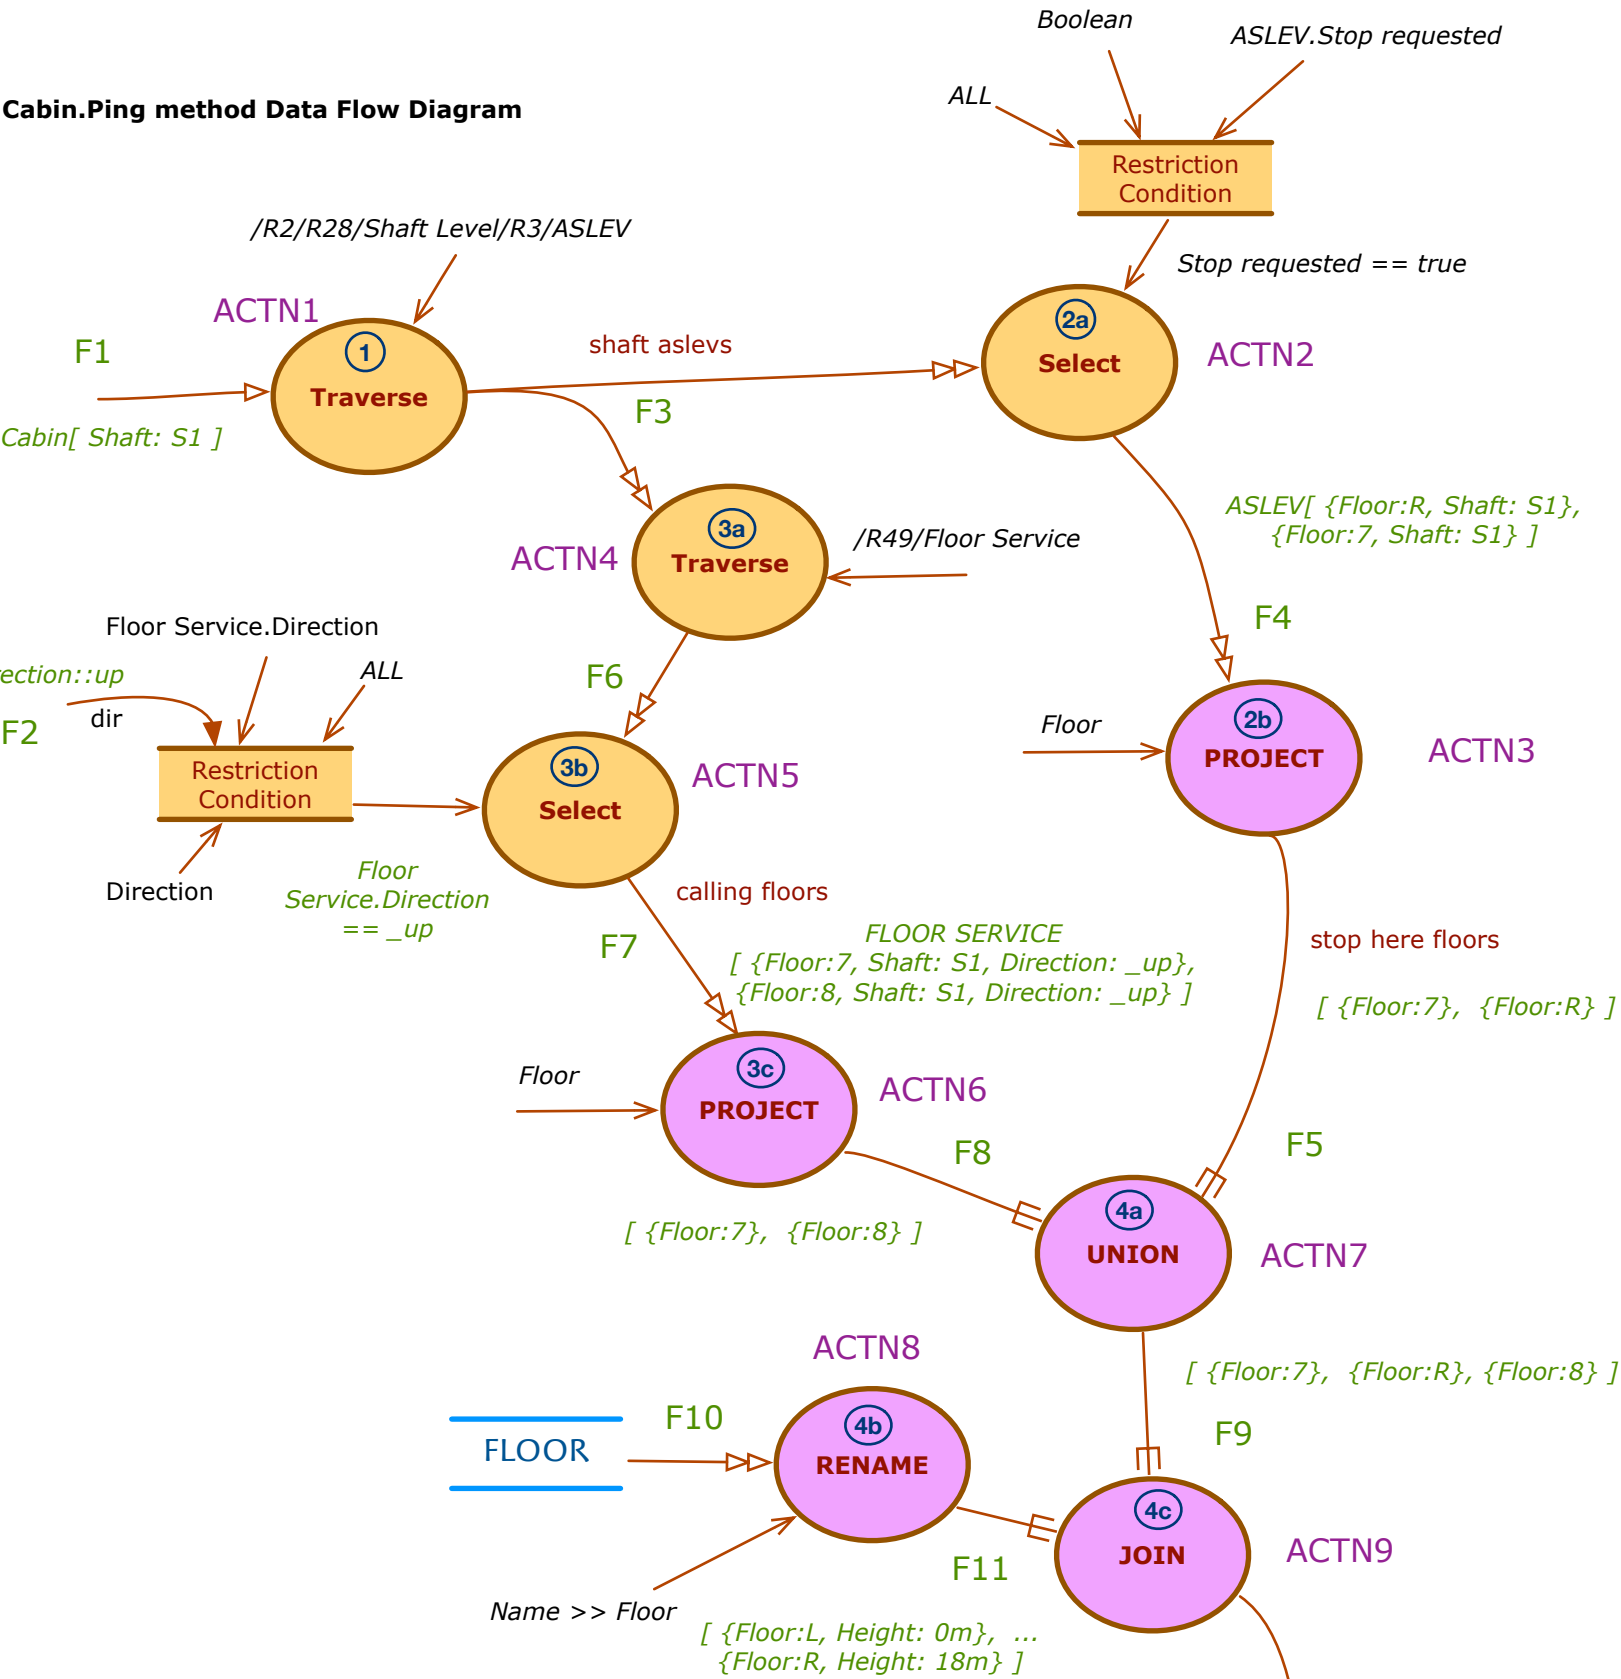 Boolean
ASLEV.Stop requested
ALL
Cabin.Ping method Data Flow Diagram
Restriction
Condition
/R2/R28/Shaft Level/R3/ASLEV
Stop requested == true
ACTN1
F1
1
Traverse
shaft aslevs
2a
Select
ACTN2
F3
Cabin[ Shaft: S1 ]
ASLEV[ {Floor:R, Shaft: S1},
{Floor:7, Shaft: S1} ]
3a
Traverse
ACTN4
/R49/Floor Service
F4
Floor Service.Direction
ection::up
ALL
F6
F2
dir
Floor
2b
PROJECT
ACTN3
Restriction
Condition
3b
Select
ACTN5
Direction
Floor
Service.Direction
== _up
calling floors
F7
FLOOR SERVICE
[ {Floor:7, Shaft: S1, Direction: _up},
{Floor:8, Shaft: S1, Direction: _up} ]
stop here floors
[ {Floor:7}, {Floor:R} ]
Floor
3c
PROJECT
ACTN6
F8
F5
[ {Floor:7}, {Floor:8} ]
4a
UNION
ACTN7
ACTN8
[ {Floor:7}, {Floor:R}, {Floor:8} ]
F10
FLOOR
4b
RENAME
F9
4c
JOIN
ACTN9
F11
Name >> Floor
[ {Floor:L, Height: 0m}, ...
{Floor:R, Height: 18m} ]